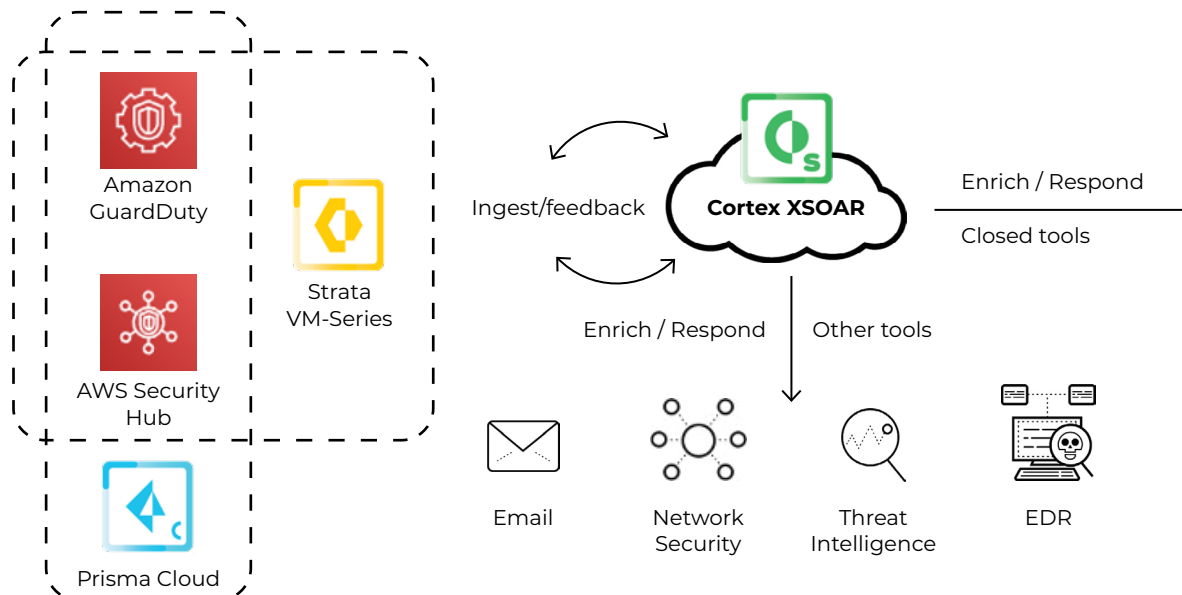 Amazon
GuardDuty
AWS Security
Hub
Prisma Cloud
Strata
VM-Series
Ingest/feedback
S
Cortex XSOAR
Enrich / Respond
Closed tools
Enrich / Respond
Other tools
Email
Network
Security
Threat
Intelligence
EDR